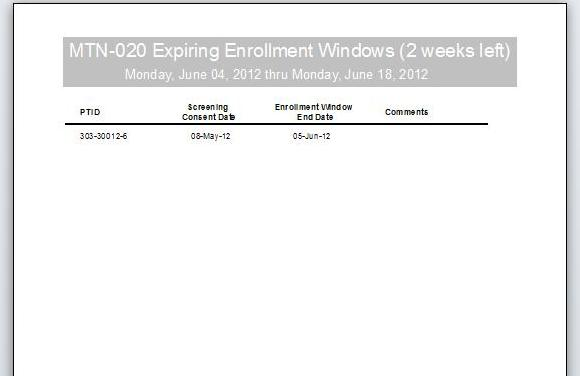 MTN-020 Expiring Enrollment Windows (2 weeks left)
Monday, June 04, 2012 thru Monday, June 18, 2012
PTID Screening Consent Date Enrollment Window End Date Comments
303-30012-6 08-May-12 05-Jun-12